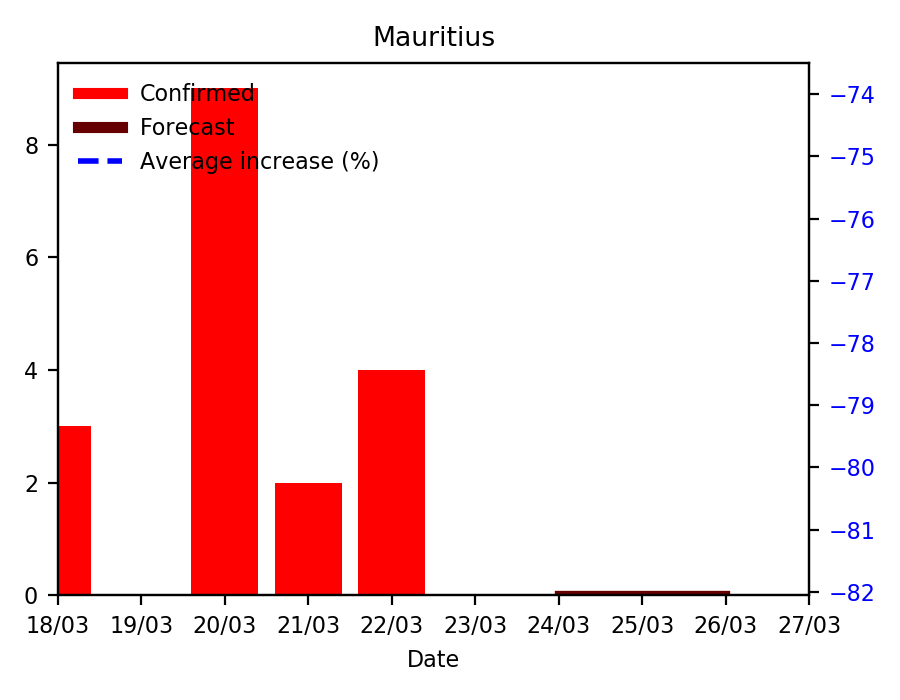 Mauritius
Confirmed
Forecast
Average increase (%)
8
6
4
2
0
−74
−75
−76
−77
−78
−79
−80
−81
−82
18/03 19/03 20/03 21/03 22/03 23/03 24/03 25/03 26/03 27/03
Date